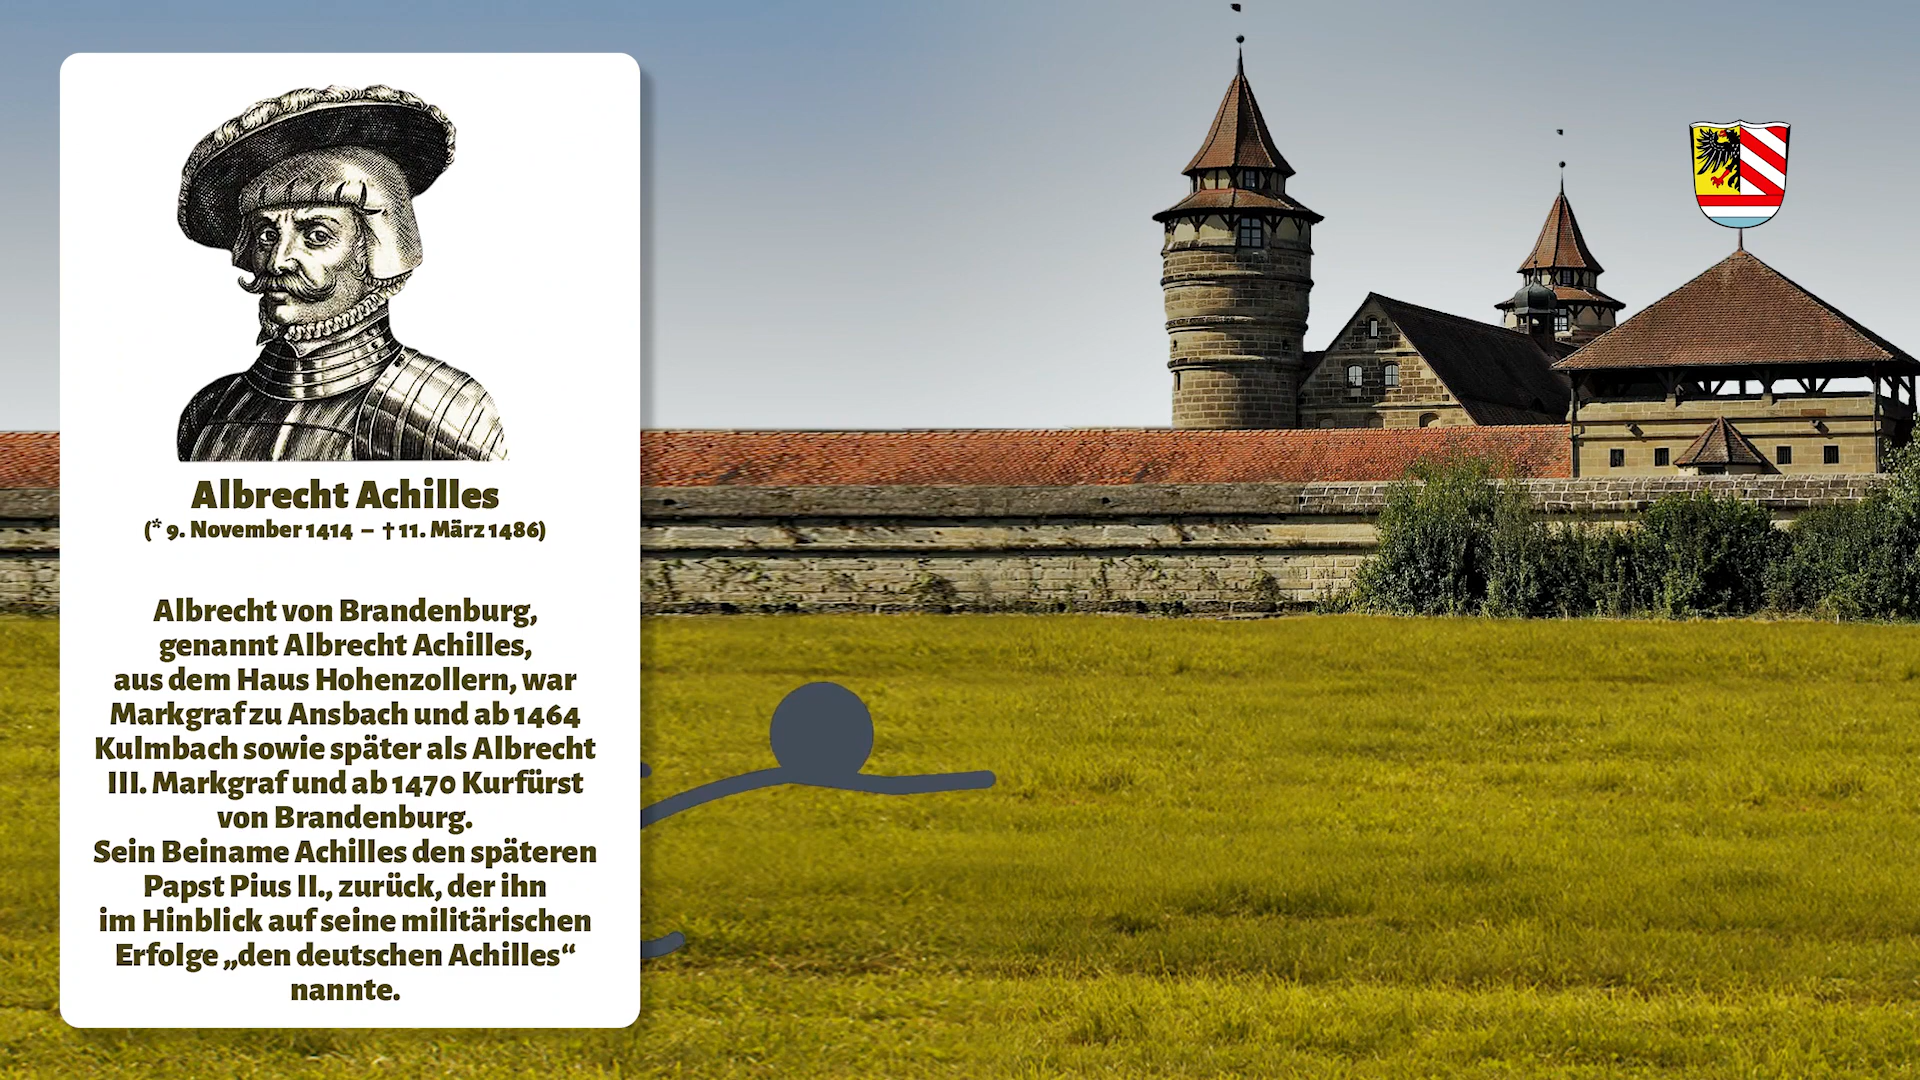 Albrecht Achilles
(* 9. November 1414 – † 11. März 1486)
Albrecht von Brandenburg,
genannt Albrecht Achilles,
aus dem Haus Hohenzollern, war
Markgraf zu Ansbach und ab 1464
Kulmbach sowie später als Albrecht
III. Markgraf und ab 1470 Kurfürst
von Brandenburg.
Sein Beiname Achilles den späteren
Papst Pius II., zurück, der ihn
im Hinblick auf seine militärischen
Erfolge „den deutschen Achilles“
nannte.